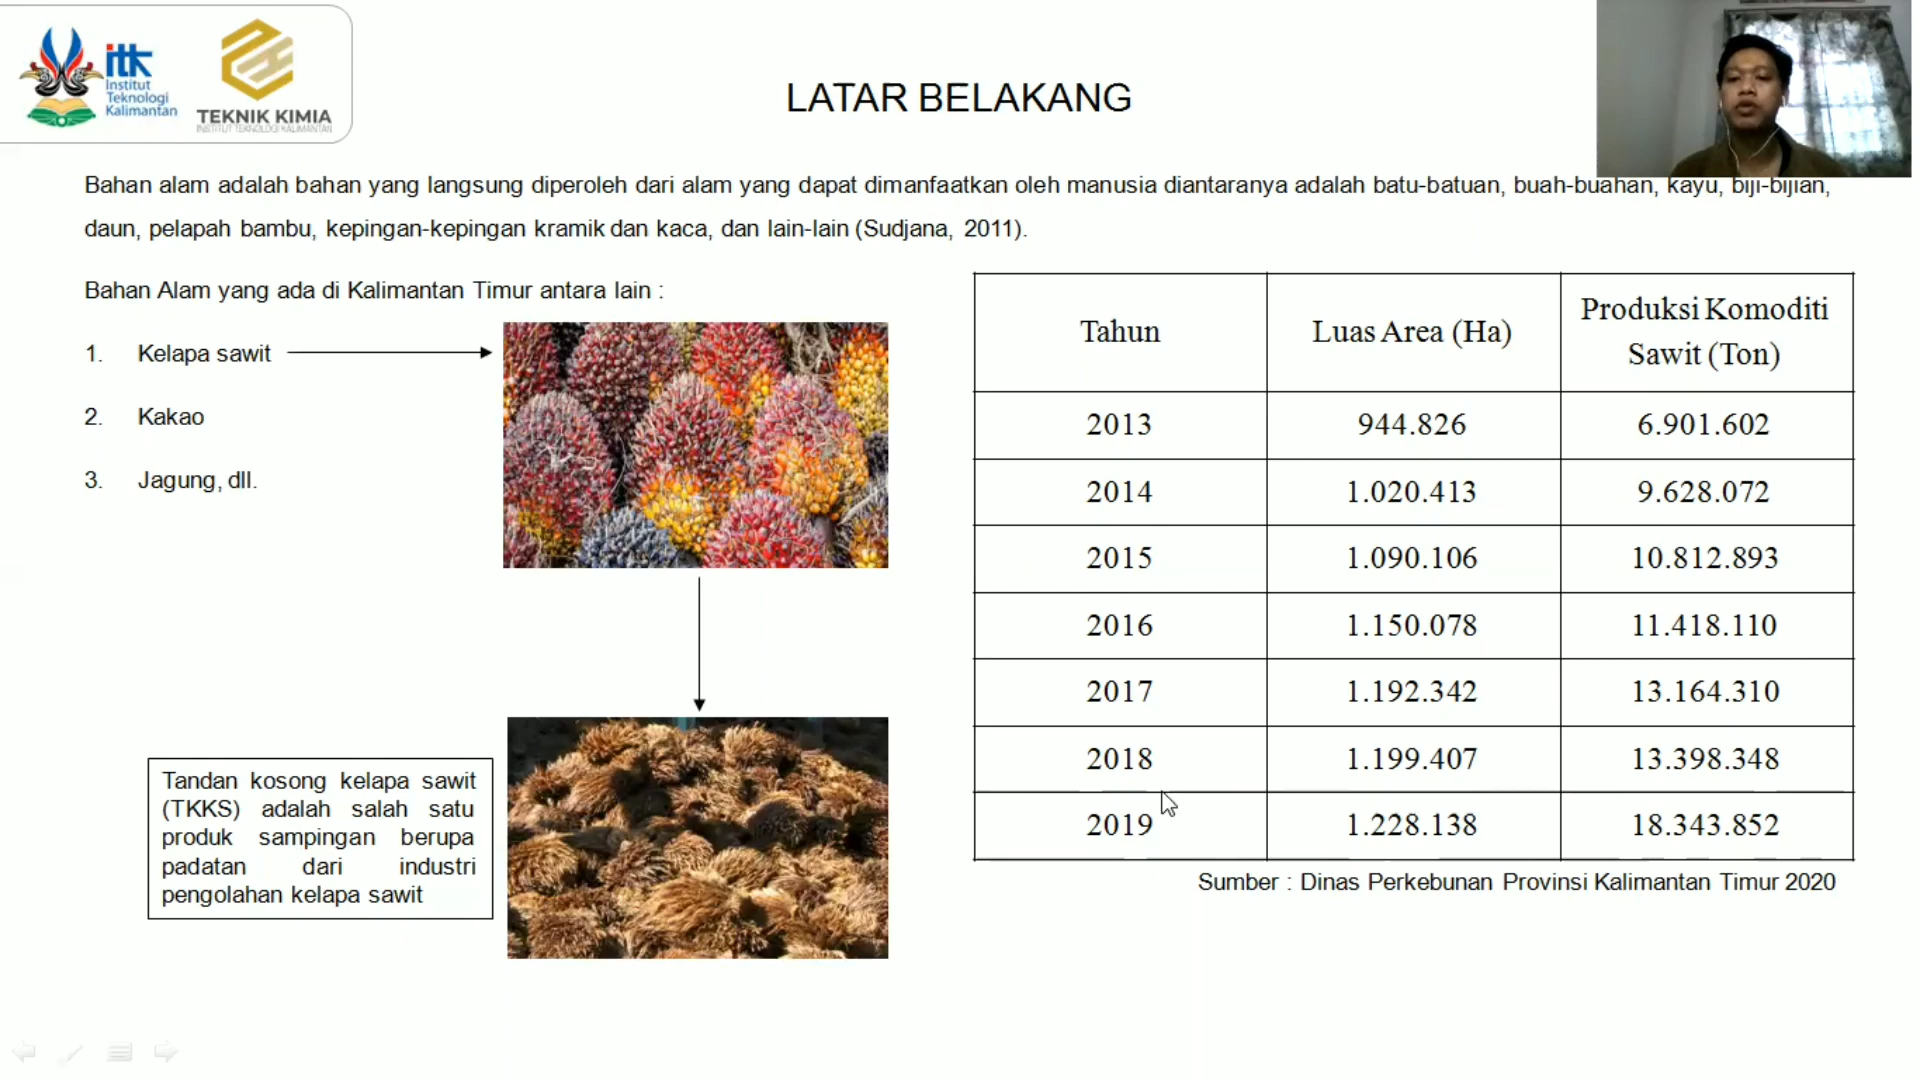 itk
Institut
Teknologi
Kalimantan
TEKNIK KIMIA
INSTITUT TEKNOLOGI KALIMANTAN
LATAR BELAKANG
Bahan alam adalah bahan yang langsung diperoleh dari alam yang dapat dimanfaatkan oleh manusia diantaranya adalah batu-batuan, buah-buahan, kayu, biji-bijian,
daun, pelapah bambu, kepingan-kepingan kramik dan kaca, dan lain-lain (Sudjana, 2011).
Bahan Alam yang ada di Kalimantan Timur antara lain :
1. Kelapa sawit
2. Kakao
3. Jagung, dll.
Tandan kosong kelapa sawit
(TKKS) adalah salah satu
produk sampingan berupa
padatan dari industri
pengolahan kelapa sawit
Tahun Luas Area (Ha) Produksi Komoditi
Sawit (Ton)
2013 944.826 6.901.602
2014 1.020.413 9.628.072
2015 1.090.106 10.812.893
2016 1.150.078 11.418.110
2017 1.192.342 13.164.310
2018 1.199.407 13.398.348
2019 1.228.138 18.343.852
Sumber : Dinas Perkebunan Provinsi Kalimantan Timur 2020